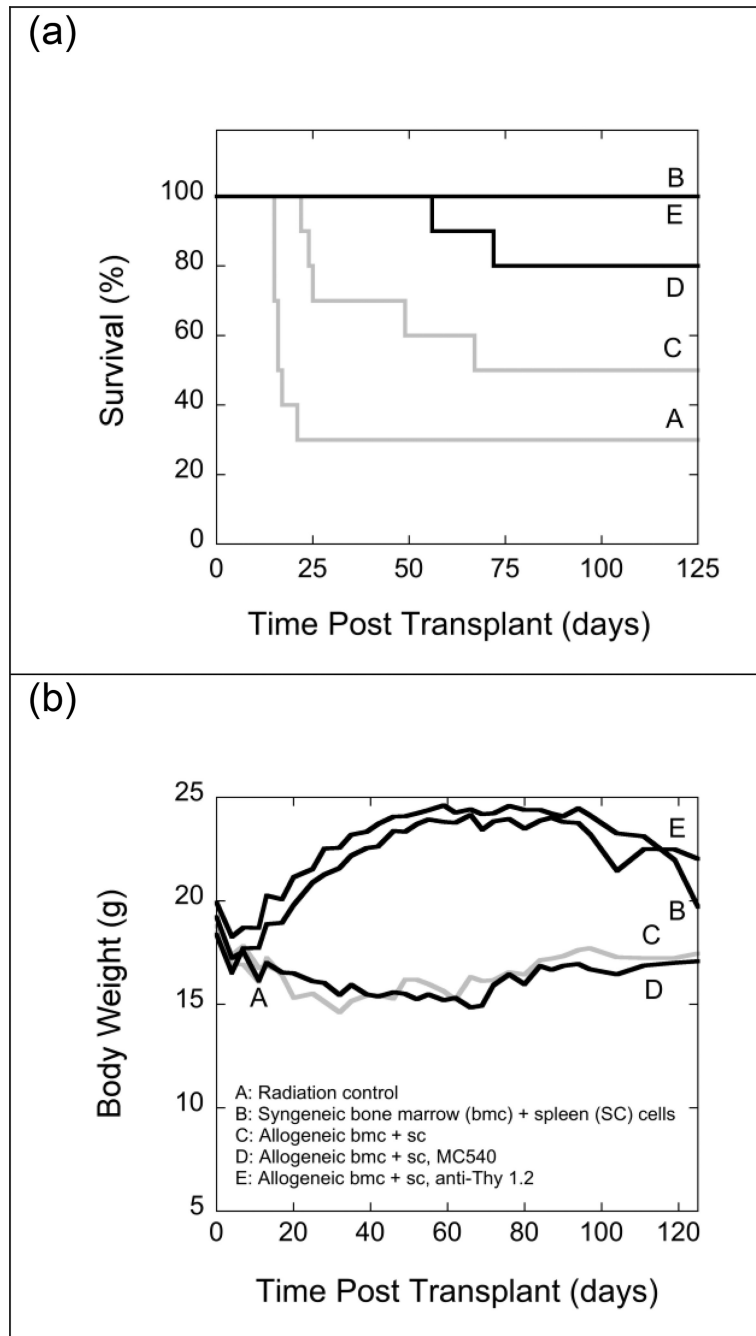 (a)
Survival (%)
100
80
60
40
20
0
B
E
D
C
A
0 25 50 75 100 125
Time Post Transplant (days)
(b)
Body Weight (g)
25
20
15
10
5
E
B
C
D
A
A: Radiation control
B: Syngeneic bone marrow (bmc) + spleen (SC) cells
C: Allogeneic bmc + sc
D: Allogeneic bmc + sc, MC540
E: Allogeneic bmc + sc, anti-Thy 1.2
0 20 40 60 80 100 120
Time Post Transplant (days)